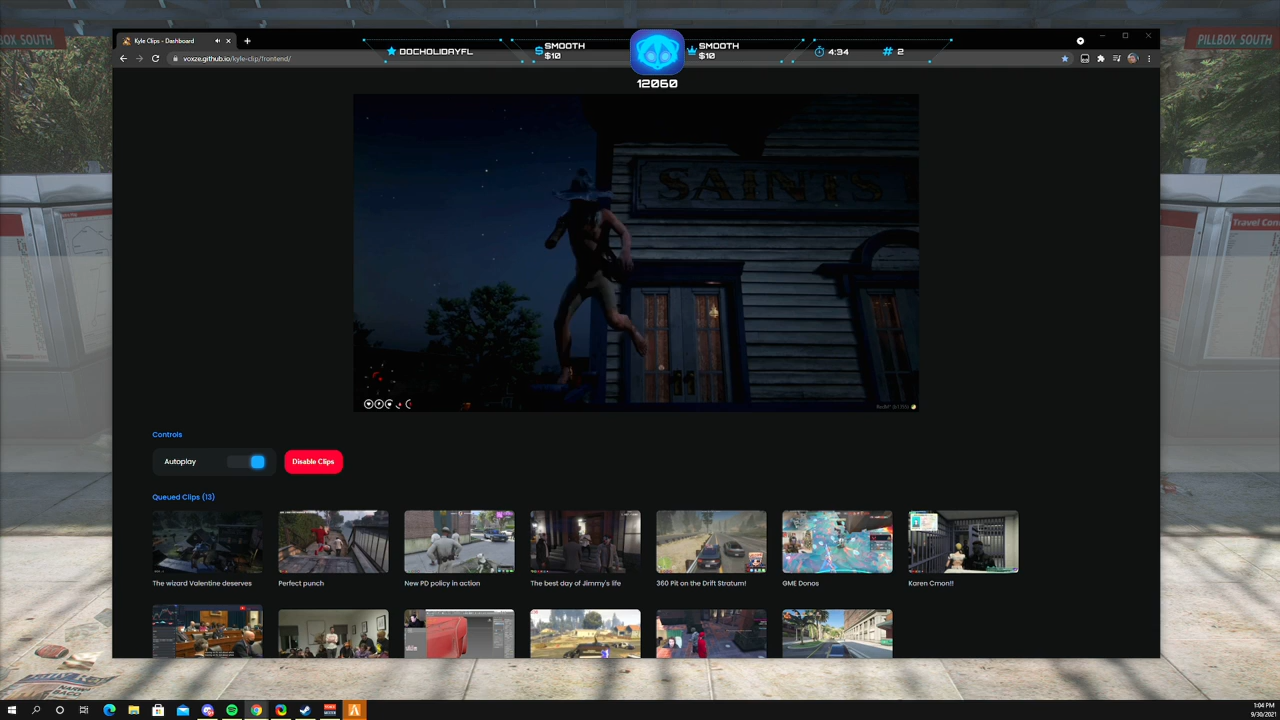 BOX SOUTH
PILLBOX SOUTH
Kyle Clips - Dashboard
voxze.github.io/kyle-clip/frontend/
DOCHOLIDAYFL
SMOOTH
$10
SMOOTH
$10
4:34
# 2
12060
SAINTS
Controls
Autoplay
Disable Clips
Queued Clips (13)
The wizard Valentine deserves
Perfect punch
New PD policy in action
The best day of Jimmy's life
360 Pit on the Drift Stratum!
GME Donos
Karen Cmon!!
1:04 PM
9/30/2021